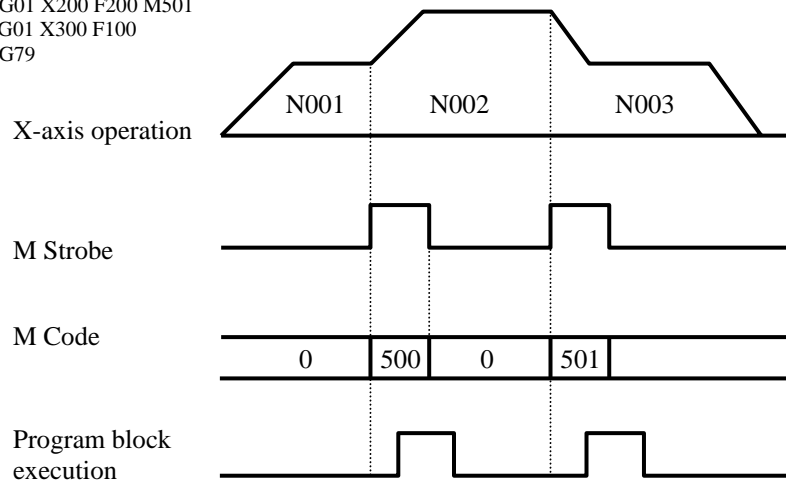 G01 X200 F200 M501
G01 X300 F100
G79
N001 N002 N003
X-axis operation
M Strobe
M Code
0 500 0 501
Program block
execution